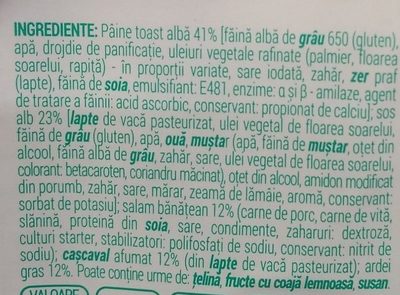 INGREDIENTE: Pâine toast albă 41% [făină albă de grâu 650 (gluten),
apă, drojdie de panificație, uleiuri vegetale rafinate (palmier, floarea
soarelui, rapiță) - în proporții variate, sare iodată, zahăr, zer praf
(lapte), făină de soia, emulsifiant: E481, enzime: α și β - amilaze, agent
de tratare a făinii: acid ascorbic, conservant: propionat de calciu]; sos
alb 23% [lapte de vacă pasteurizat, ulei vegetal de floarea soarelui,
făină de grâu (gluten), apă, ouă, muștar (apă, făină de muștar, oțet din
alcool, făină albă de grâu, zahăr, sare, ulei vegetal de floarea soarelui,
colorant: betacaroten, coriandru măcinat), oțet din alcool, amidon modificat
din porumb, zahăr, sare, mărar, zeamă de lămâie, aromă, conservant:
sorbat de potasiu]; salam bănățean 12% (carne de porc, carne de vită,
slănină, proteină din soia, sare, condimente, zaharuri: dextroză,
culturi starter, stabilizatori: polifosfați de sodiu, conservant: nitrit de
sodiu); cașcaval afumat 12% (din lapte de vacă pasteurizat); ardei
gras 12%. Poate conține urme de: țelină, fructe cu coajă lemnoasă, susan.
VALOARE